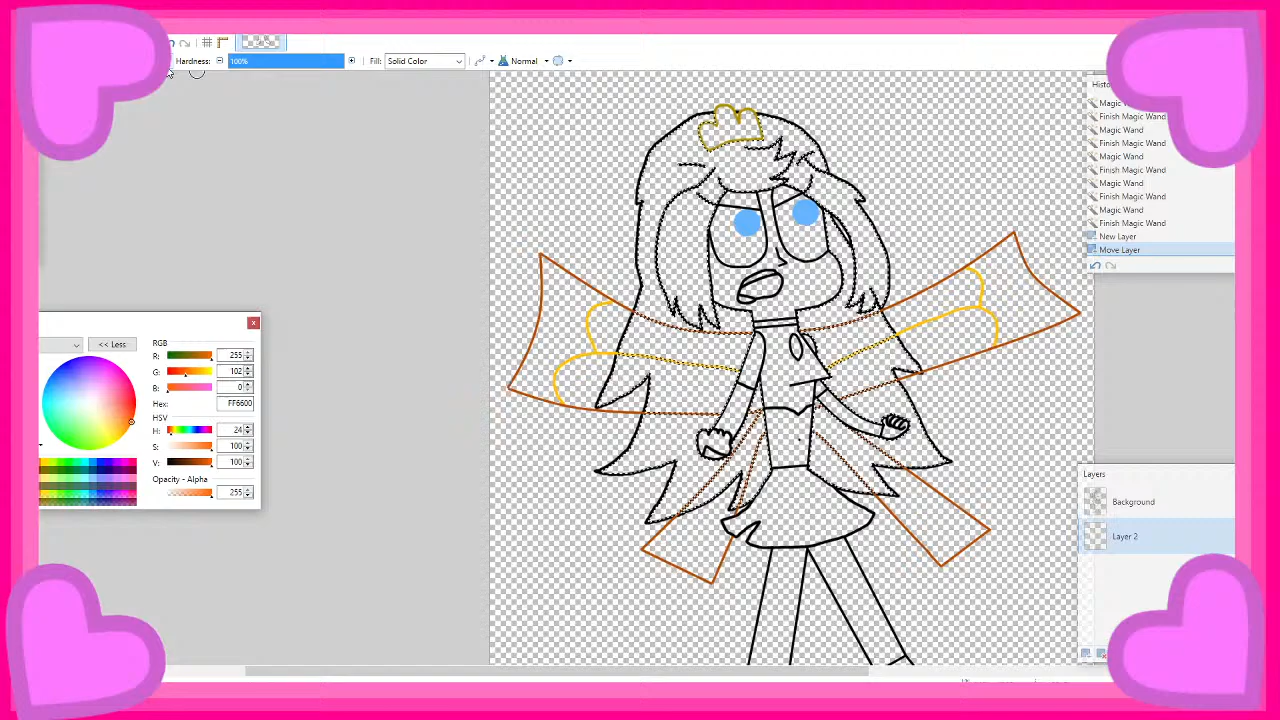 Hardness:
100%
Fill:
Solid Color
Normal
Magic Wand
Finish Magic Wand
Magic Wand
Finish Magic Wand
Magic Wand
Finish Magic Wand
Magic Wand
Finish Magic Wand
Magic Wand
Finish Magic Wand
New Layer
Move Layer
<< Less
RGB
R:
255
G:
102
B:
0
Hex:
FF6600
HSV
H:
24
S:
100
V:
100
Opacity - Alpha
255
Layers
Background
Layer 2